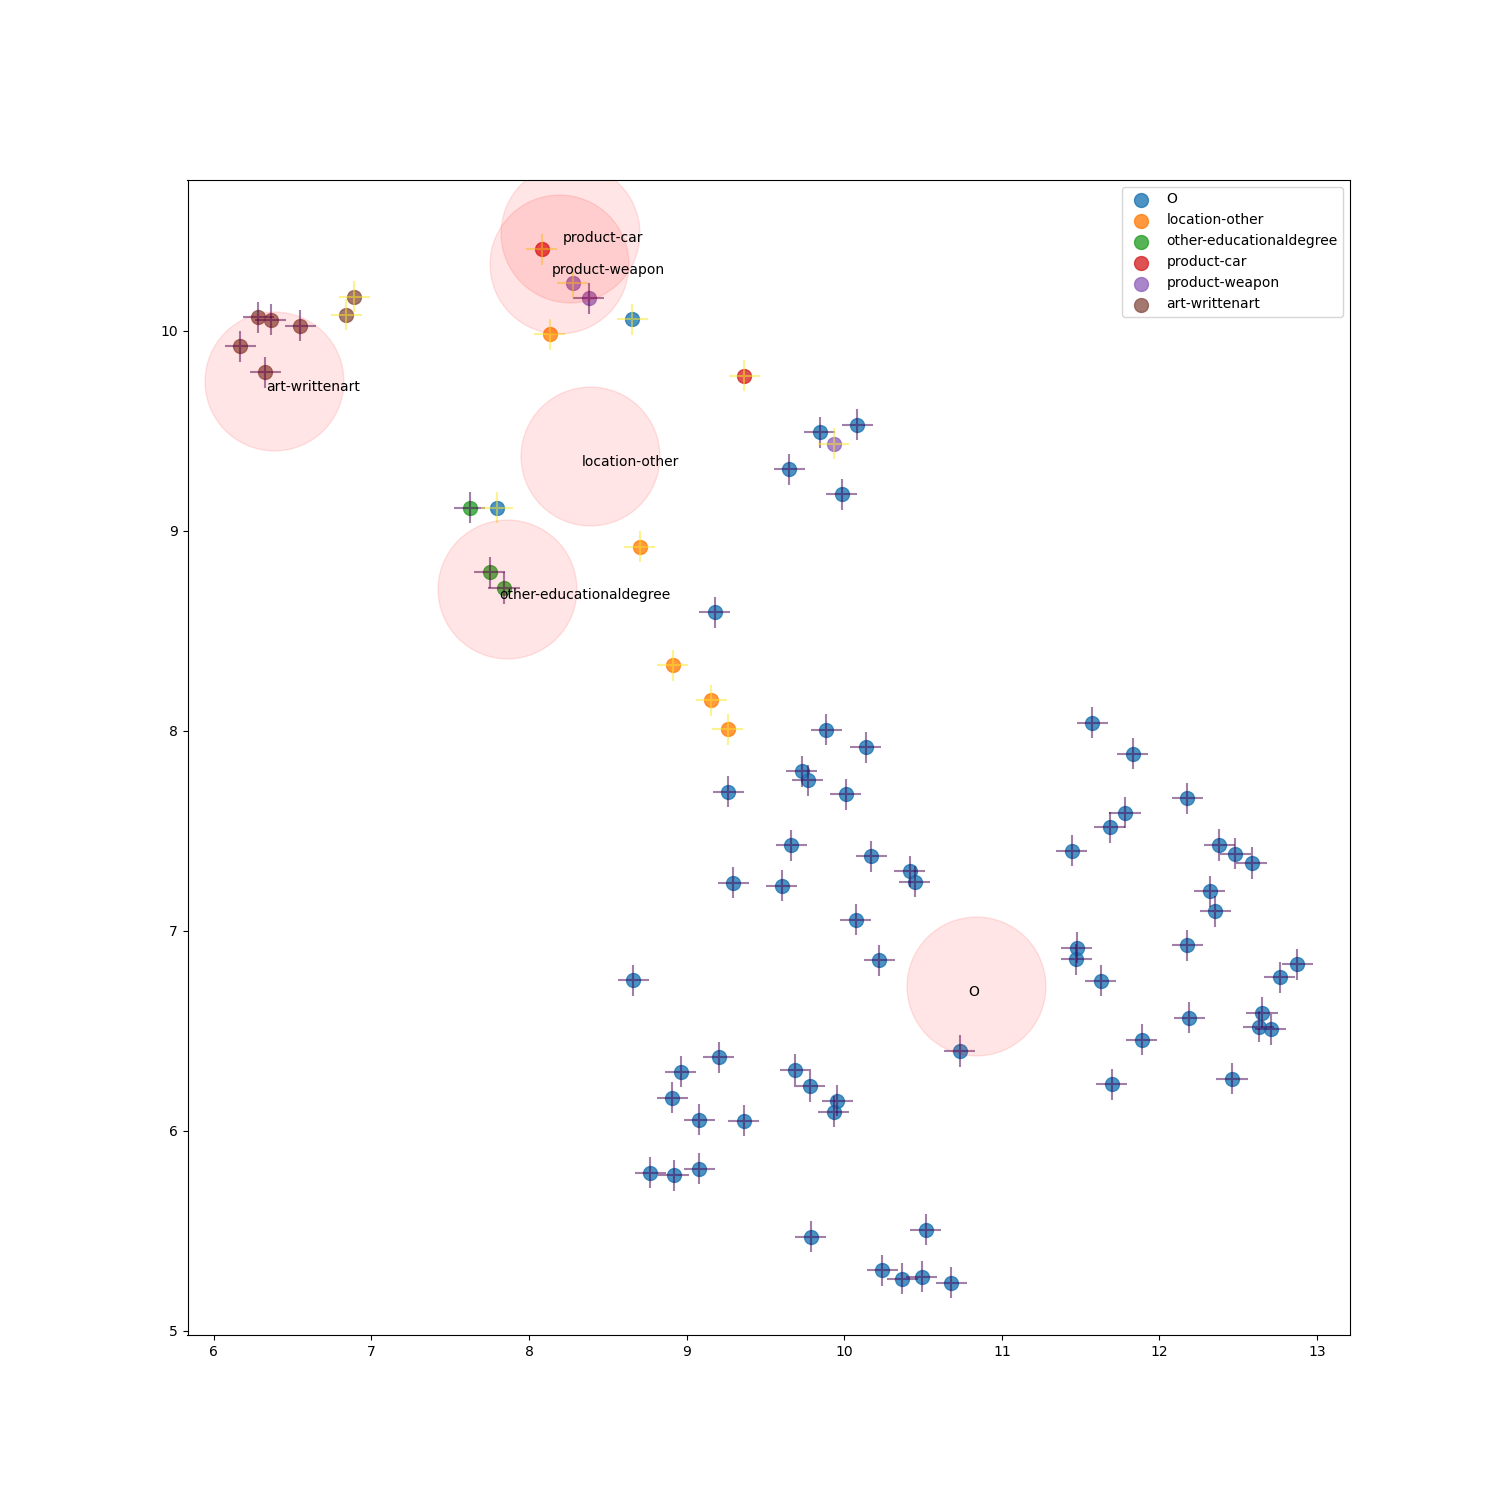 O
location-other
other-educationaldegree
product-car
product-weapon
art-writtenart
product-car
product-weapon
art-writtenart
location-other
other-educationaldegree
O
10
9
8
7
6
5
6 7 8 9 10 11 12 13